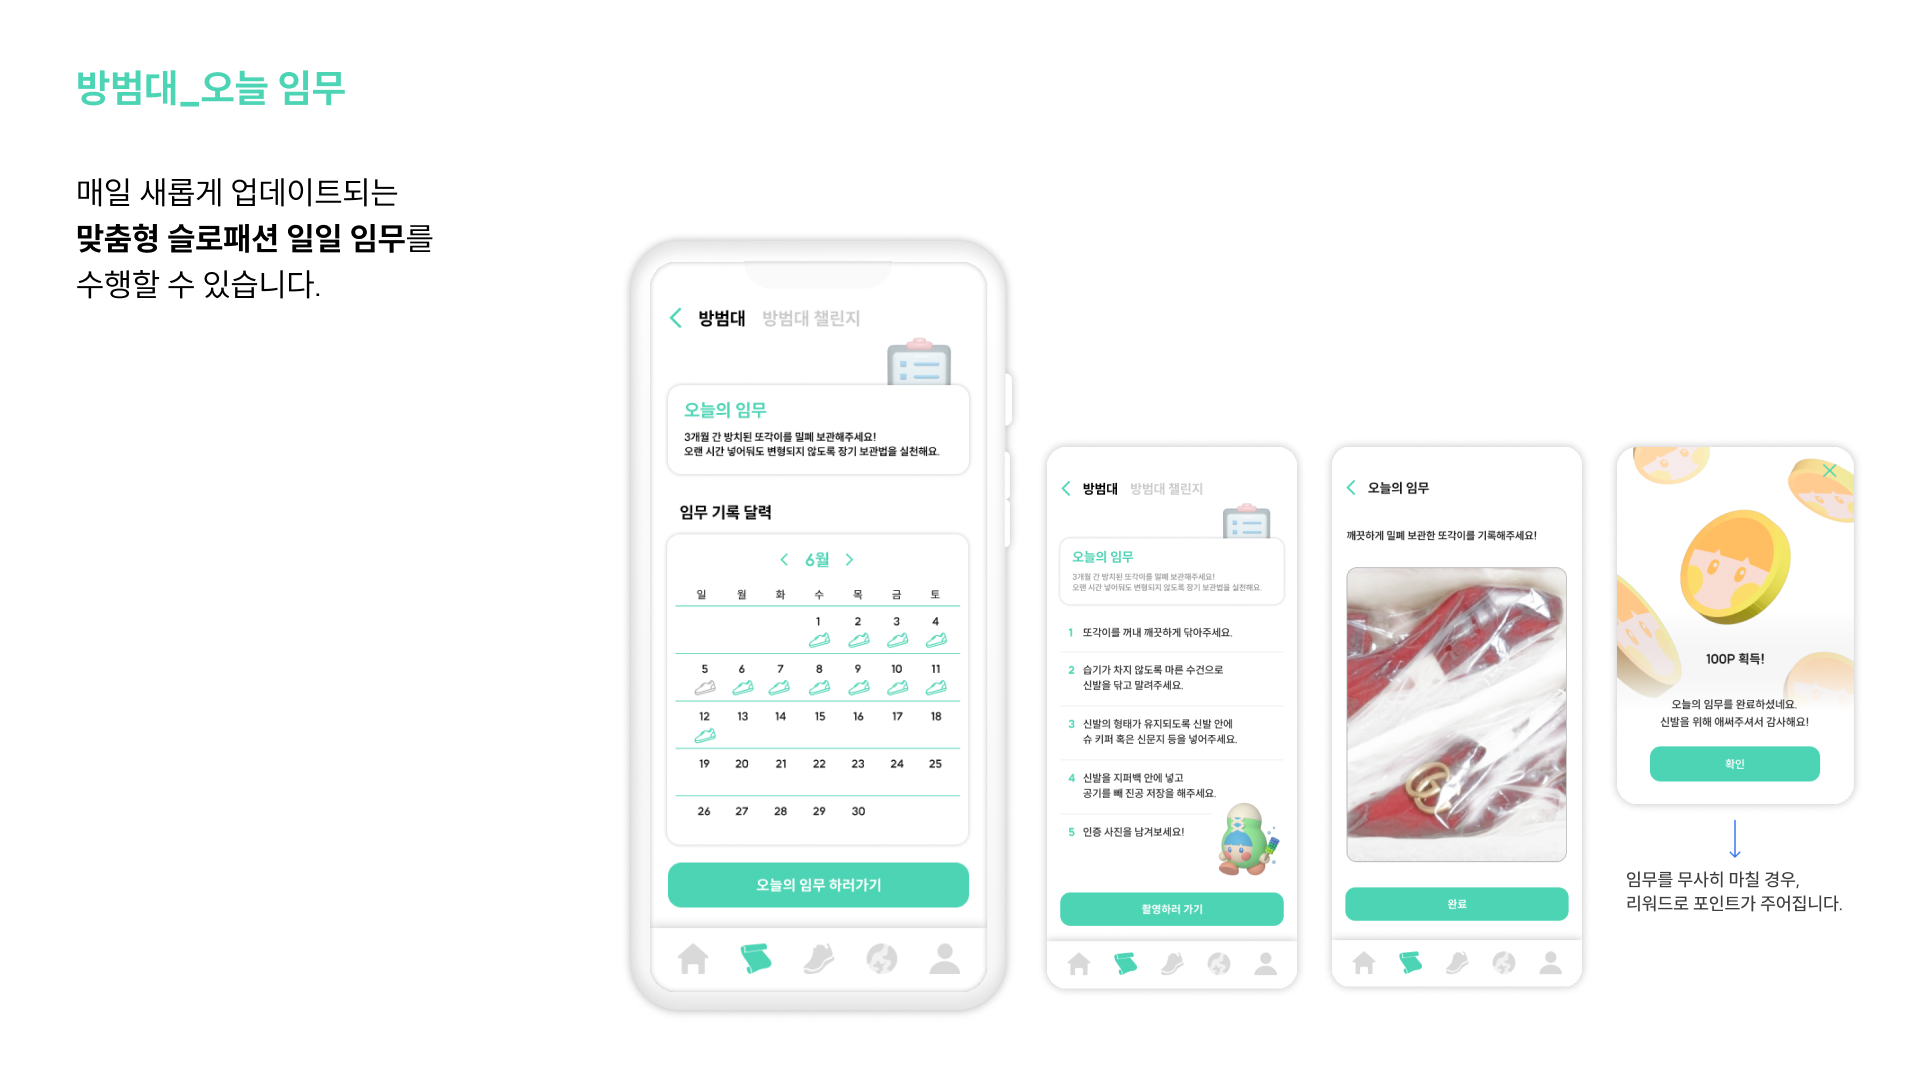 방범대_오늘 임무
매일 새롭게 업데이트되는
맞춤형 슬로패션 일일 임무를
수행할 수 있습니다.
방범대 방범대 챌린지
오늘의 임무
3개월 간 방치된 또각이를 밀폐 보관해주세요!
오랜 시간 넣어둬도 변형되지 않도록 장기 보관법을 실천해요.
임무 기록 달력
6월
일 월 화 수 목 금 토
1 2 3 4
5 6 7 8 9 10 11
12 13 14 15 16 17 18
19 20 21 22 23 24 25
26 27 28 29 30
오늘의 임무 하러가기
방범대 방범대 챌린지
오늘의 임무
3개월 간 방치된 또각이를 밀폐 보관해주세요!
오랜 시간 넣어둬도 변형되지 않도록 장기 보관법을 실천해요.
1 또각이를 꺼내 깨끗하게 닦아주세요.
2 습기가 차지 않도록 마른 수건으로
신발을 닦고 말려주세요.
3 신발의 형태가 유지되도록 신발 안에
슈 키퍼 혹은 신문지 등을 넣어주세요.
4 신발을 지퍼백 안에 넣고
공기를 빼 진공 저장을 해주세요.
5 인증 사진을 남겨보세요!
촬영하러 가기
오늘의 임무
깨끗하게 밀폐 보관한 또각이를 기록해주세요!
완료
100P 획득!
오늘의 임무를 완료하셨네요.
신발을 위해 애써주셔서 감사해요!
확인
임무를 무사히 마칠 경우,
리워드로 포인트가 주어집니다.